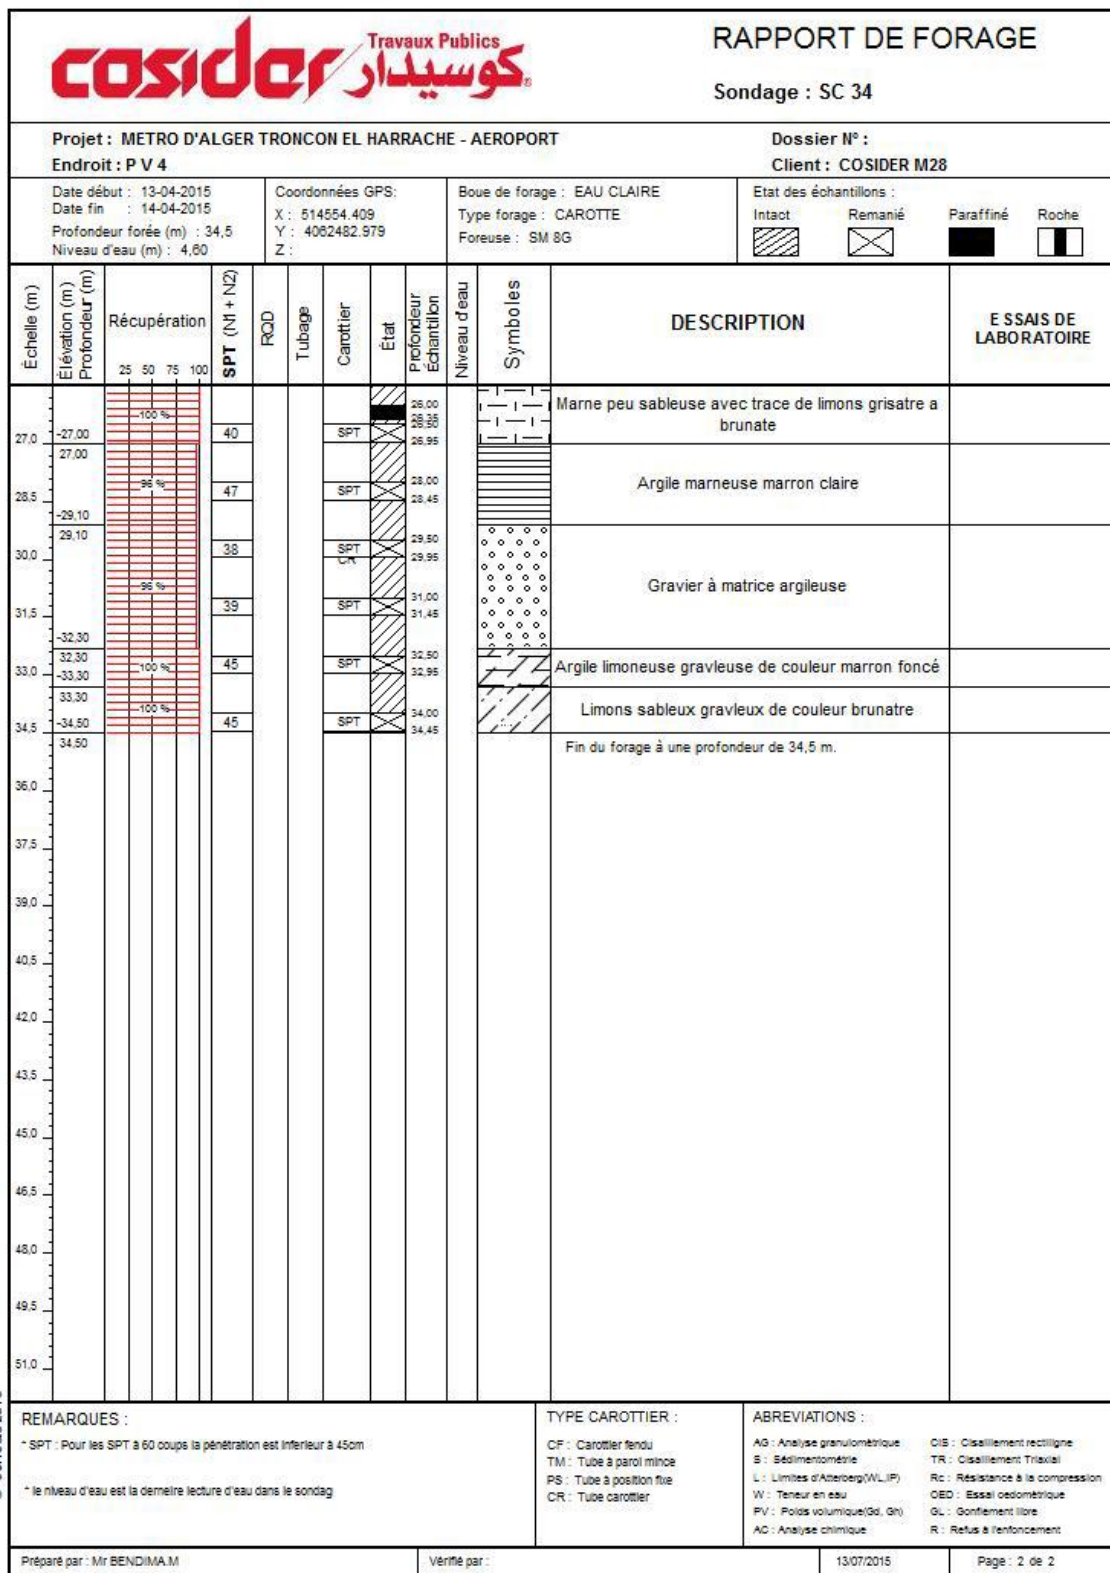 cosider
Travaux Publics
كوسيدار
RAPPORT DE FORAGE
Sondage : SC 34
Projet : METRO D'ALGER TRONCON EL HARRACHE - AEROPORT
Endroit : P V 4
Dossier N° :
Client : COSIDER M28
Date début : 13-04-2015
Date fin : 14-04-2015
Profondeur forée (m) : 34,5
Niveau d'eau (m) : 4,60
Coordonnées GPS:
X : 514554.409
Y : 4062482.979
Z :
Boue de forage : EAU CLAIRE
Type forage : CAROTTE
Foreuse : SM 8G
Etat des échantillons :
Intact Remanié Paraffiné Roche
Échelle (m)
Élévation (m)
Profondeur (m)
Récupération
25 50 75 100
SPT (N1 + N2)
RQD
Tubage
Carottier
État
Profondeur
Échantillon
Niveau d'eau
Symboles
DESCRIPTION
E SSAIS DE
LABORATOIRE
100 %
26,00
26,35
26,50
Marne peu sableuse avec trace de limons grisatre a
brunate
27,0
-27,00
40
SPT
26,95
27,00
96 %
28,00
Argile marneuse marron claire
28,5
47
SPT
28,45
-29,10
29,10
29,50
38
SPT
30,0
CR
29,95
96 %
Gravier à matrice argileuse
31,00
39
SPT
31,5
31,45
-32,30
32,30
32,50
100 %
45
SPT
Argile limoneuse gravleuse de couleur marron foncé
33,0
-33,30
32,95
33,30
100 %
Limons sableux gravleux de couleur brunatre
34,00
-34,50
45
SPT
34,5
34,45
34,50
Fin du forage à une profondeur de 34,5 m.
36,0
37,5
39,0
40,5
42,0
43,5
45,0
46,5
48,0
49,5
51,0
REMARQUES :
* SPT : Pour les SPT à 60 coups la pénétration est inferieur à 45cm
* le niveau d'eau est la derneire lecture d'eau dans le sondag
TYPE CAROTTIER :
CF : Carottier fendu
TM : Tube à paroi mince
PS : Tube à position fixe
CR : Tube carottier
ABREVIATIONS :
AG : Analyse granulométrique
S : Sédimentométrie
L : Limites d'Atterberg(WL,IP)
W : Teneur en eau
PV : Poids volumique(Gd, Gh)
AC : Analyse chimique
CIS : Cisaillement rectiligne
TR : Cisaillement Triaxial
Rc : Résistance à la compression
OED : Essai oedométrique
GL : Gonflement libre
R : Refus à l'enfoncement
Préparé par : Mr BENDIMA.M
Vérifié par :
13/07/2015
Page : 2 de 2